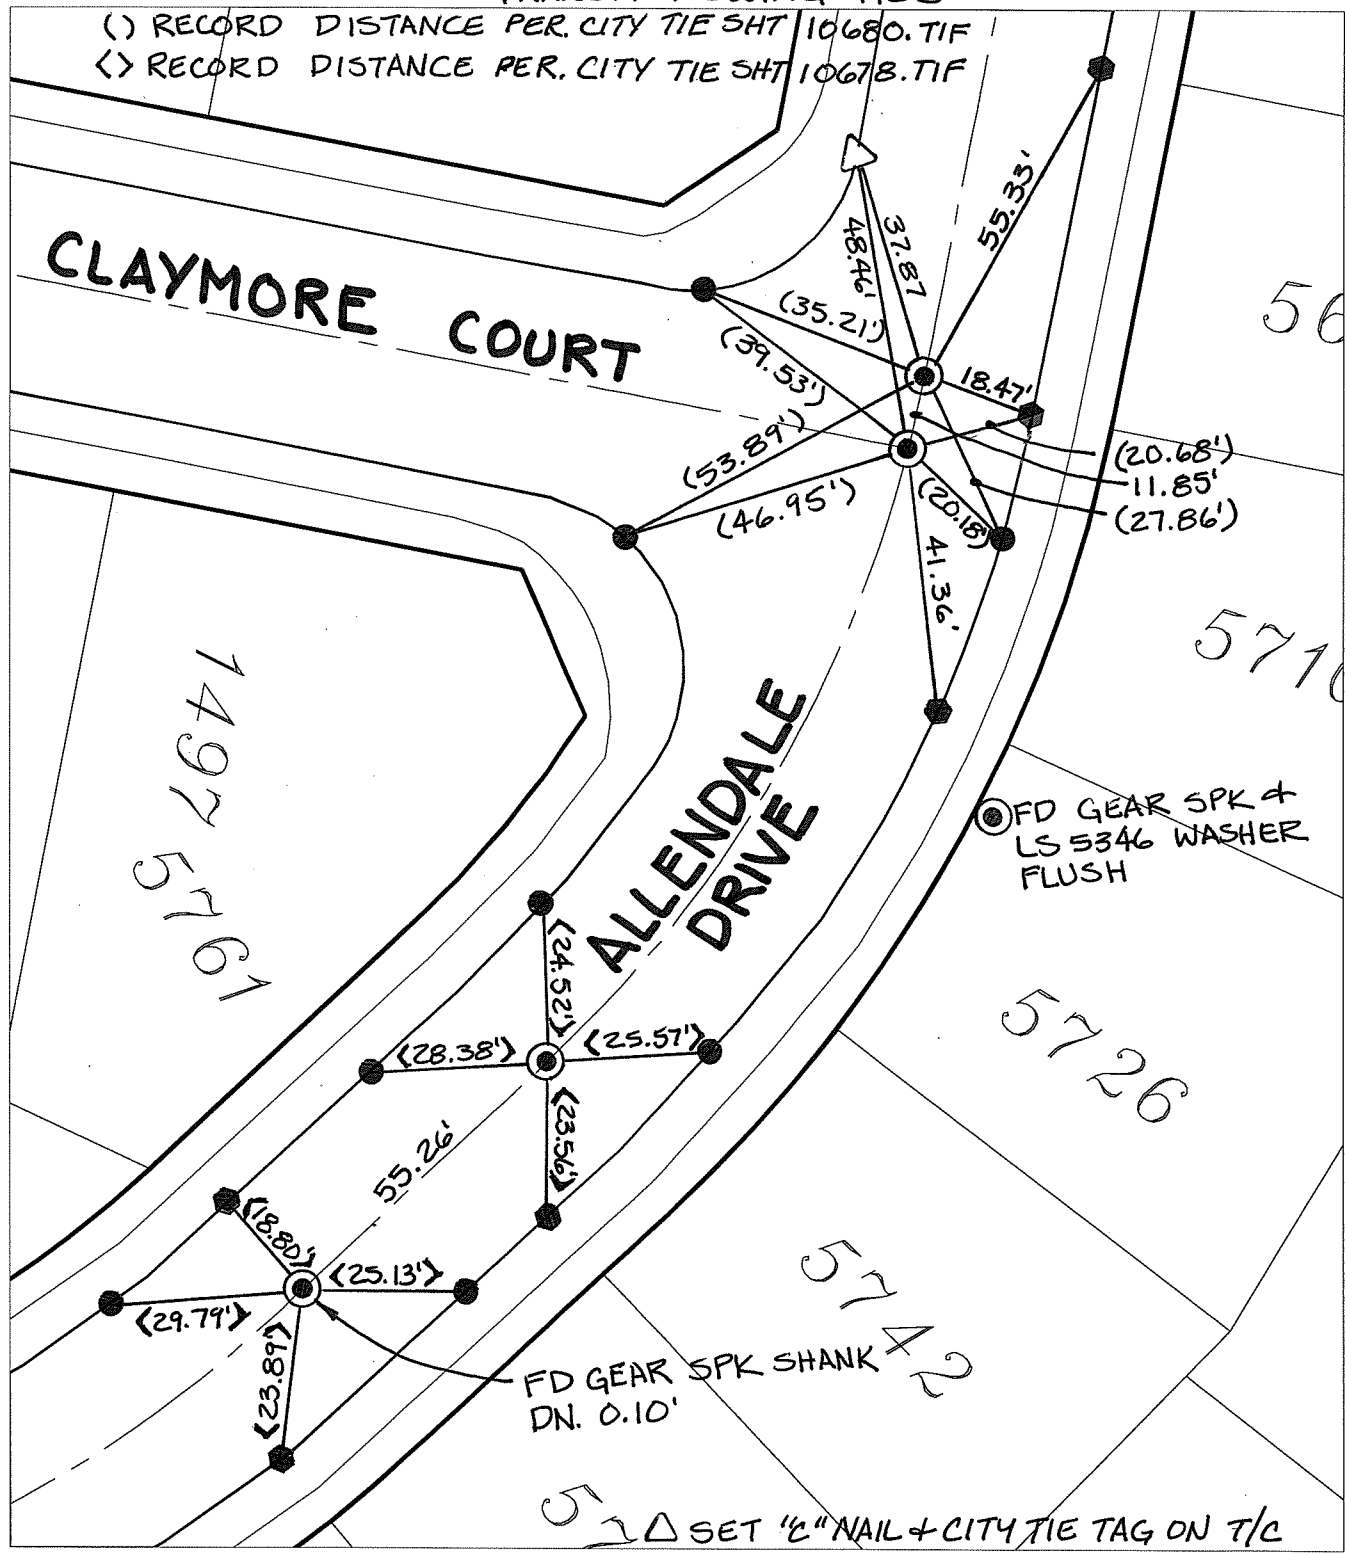 () RECORD DISTANCE PER. CITY TIE SHT 10680.TIF
<> RECORD DISTANCE PER. CITY TIE SHT 10678.TIF
55.33'
37.87
48.46'
CLAYMORE COURT
56
(35.21')
(39.53')
18.47'
(53.89')
(46.95')
(20.68')
11.85'
(27.86')
(20.18')
41.36'
571
1497
5761
ALLENDALE
DRIVE
FD GEAR SPK &
LS 5346 WASHER
FLUSH
<24.52'>
<28.38'>
<25.57'>
<23.56'>
5726
55.26'
<18.80'>
<25.13'>
<29.79'>
<23.89'>
5742
FD GEAR SPK SHANK
DN. 0.10'
5
△ SET "C" NAIL & CITY TIE TAG ON T/C